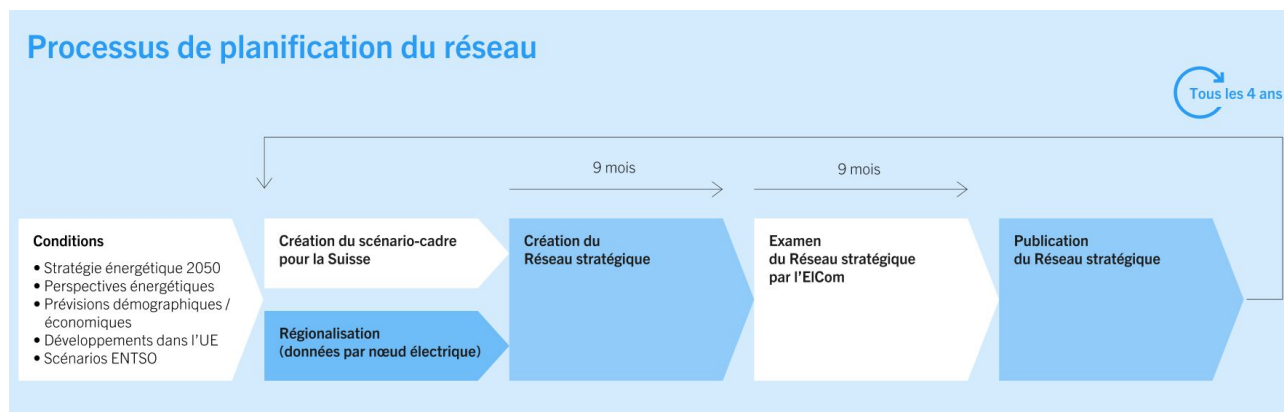 Processus de planification du réseau
Tous les 4 ans
9 mois
9 mois
Conditions
• Stratégie énergétique 2050
• Perspectives énergétiques
• Prévisions démographiques /
économiques
• Développements dans l'UE
• Scénarios ENTSO
Création du scénario-cadre
pour la Suisse
Régionalisation
(données par nœud électrique)
Création du
Réseau stratégique
Examen
du Réseau stratégique
par l'ElCom
Publication
du Réseau stratégique